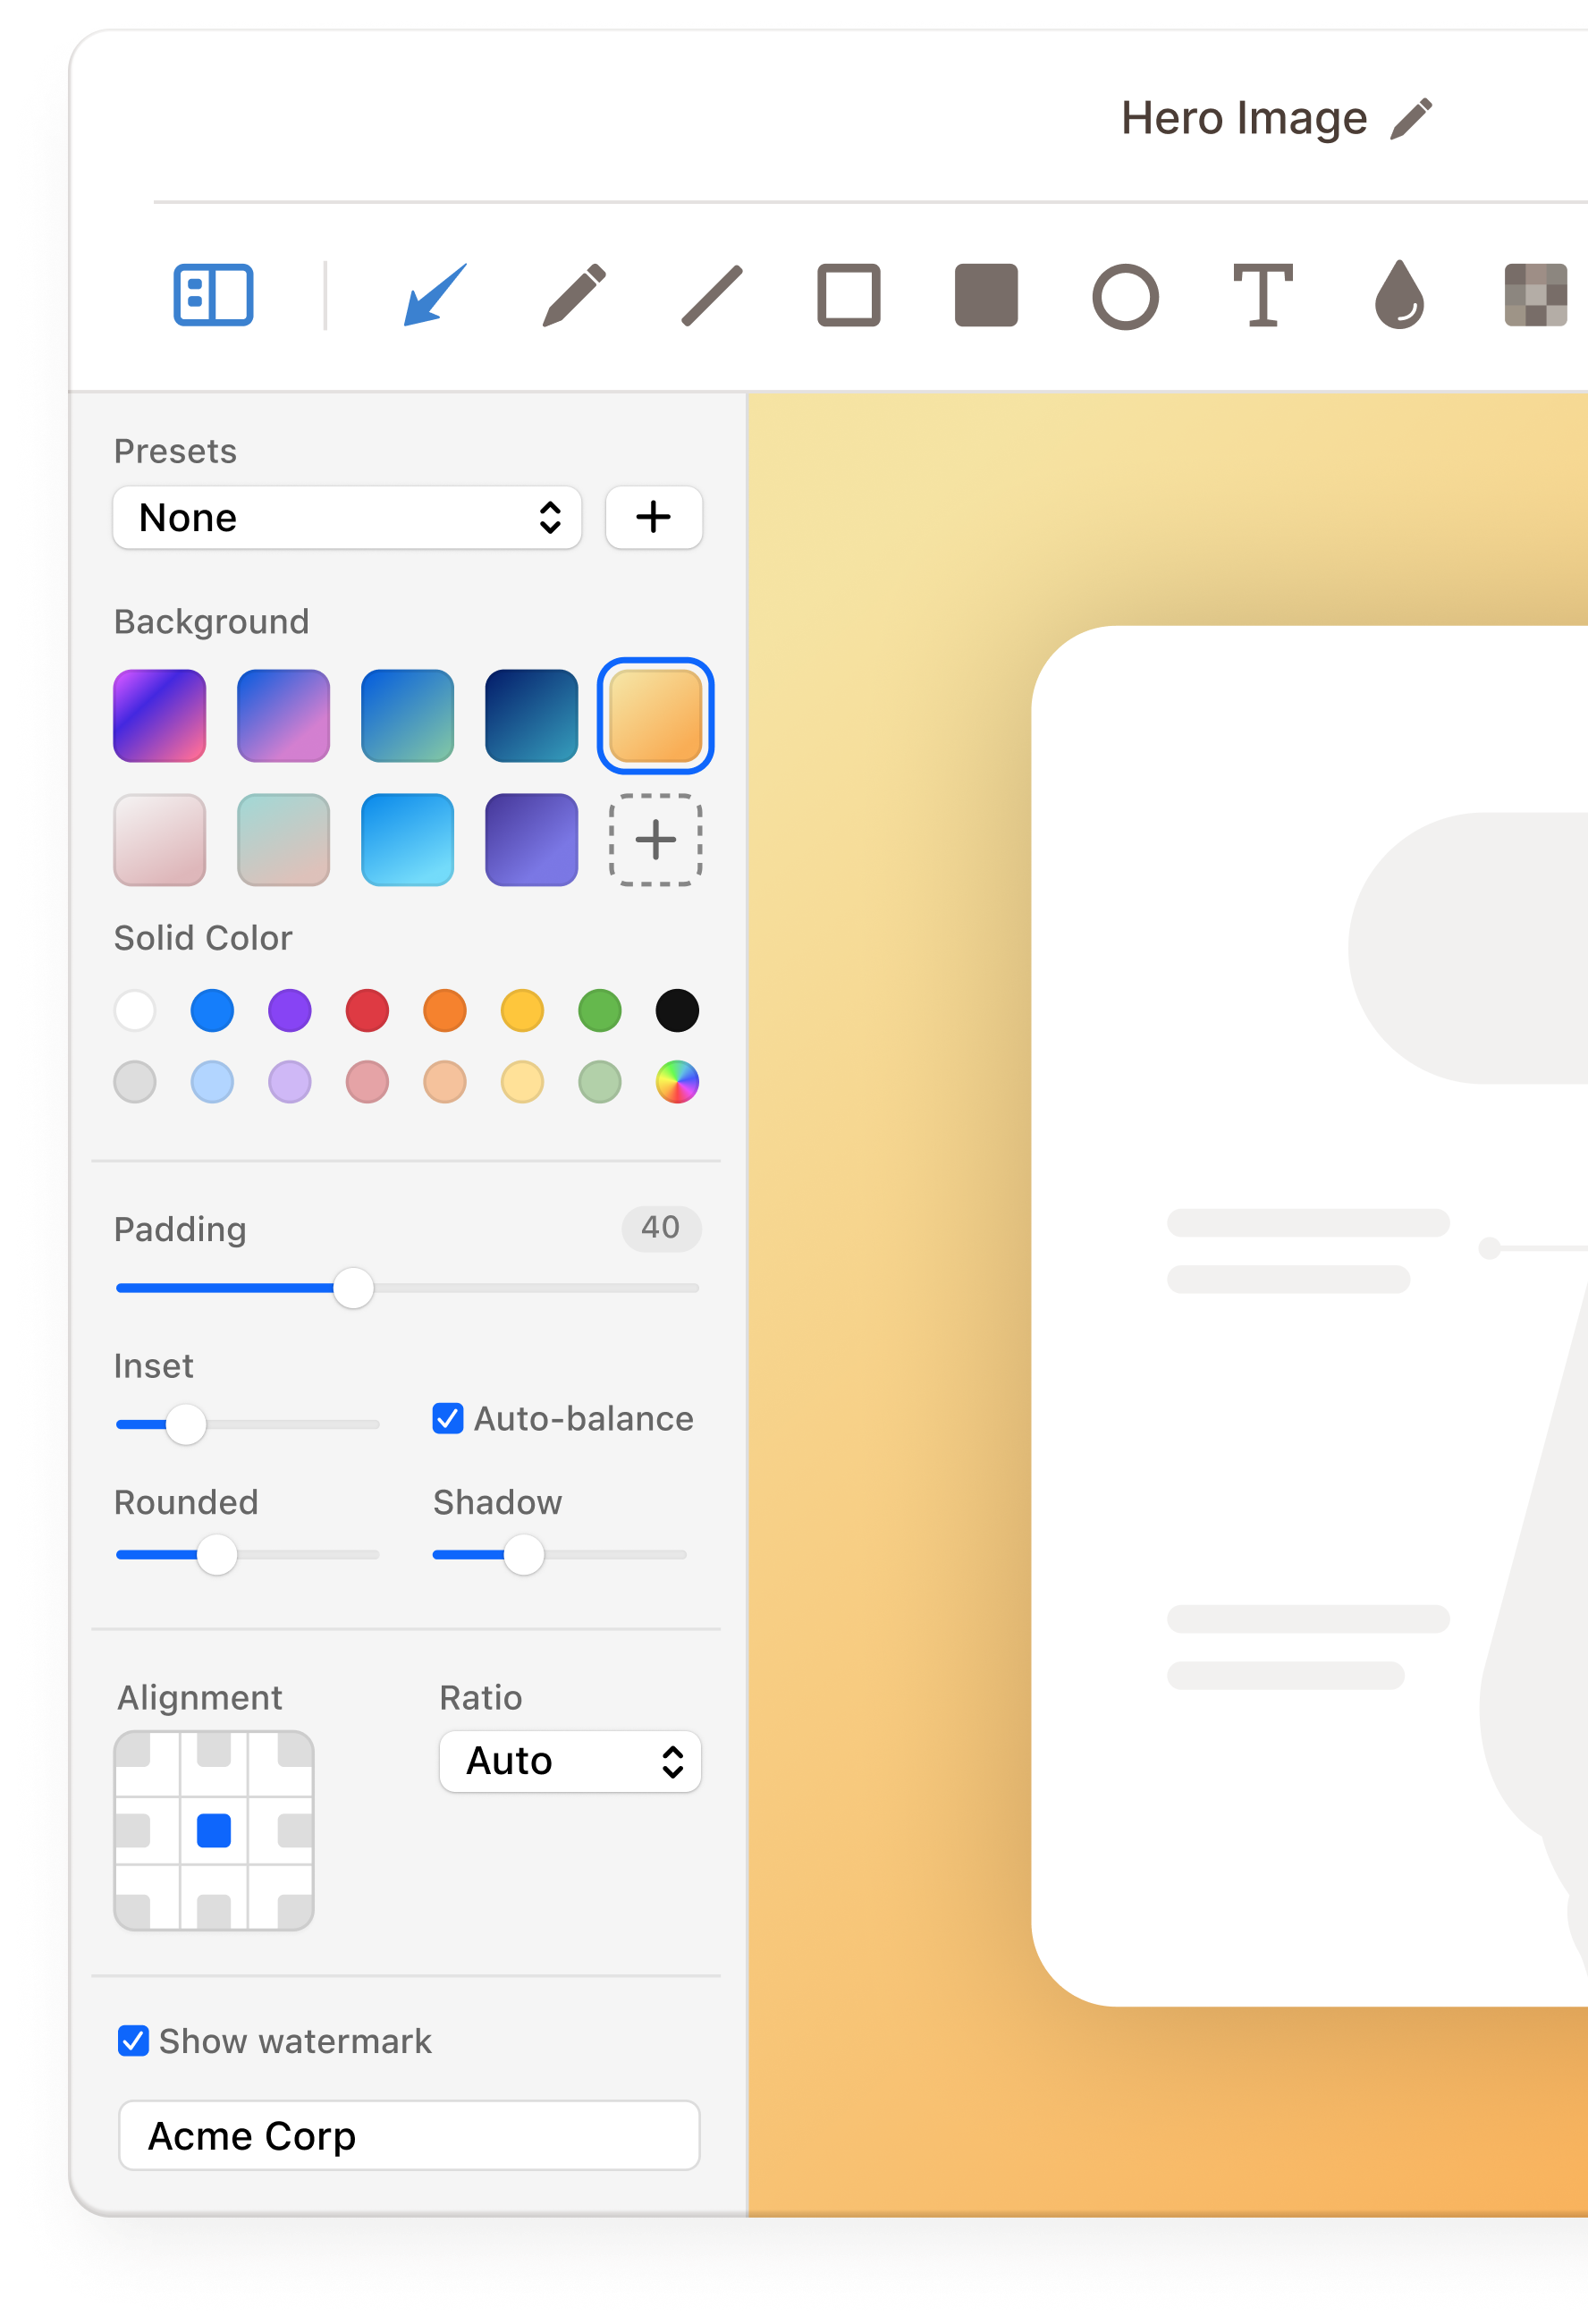 Hero Image
T
Presets
None
Background
Solid Color
Padding 40
Inset
Auto-balance
Rounded Shadow
Alignment Ratio
Auto
Show watermark
Acme Corp